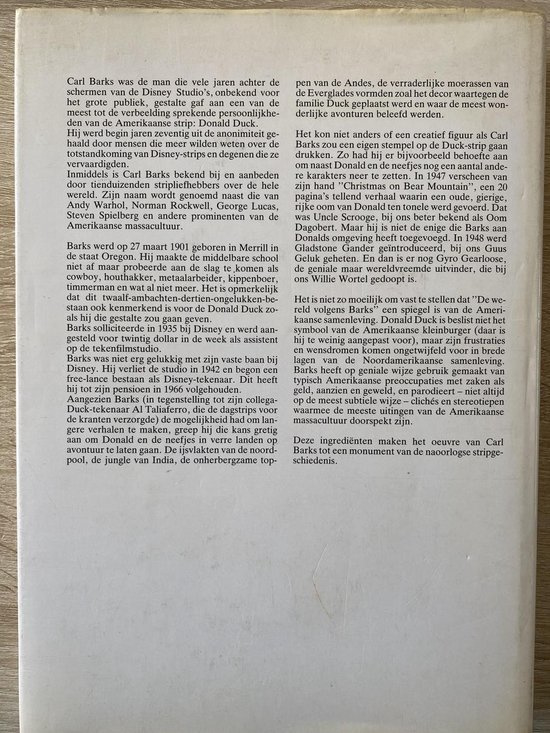 Carl Barks was de man die vele jaren achter de
schermen van de Disney Studio's, onbekend voor
het grote publiek, gestalte gaf aan een van de
meest tot de verbeelding sprekende persoonlijkhe-
den van de Amerikaanse strip: Donald Duck.
Hij werd begin jaren zeventig uit de anonimiteit ge-
haald door mensen die meer wilden weten over de
totstandkoming van Disney-strips en degenen die ze
vervaardigden.
Inmiddels is Carl Barks bekend bij en aanbeden
door tienduizenden stripliefhebbers over de hele
wereld. Zijn naam wordt genoemd naast die van
Andy Warhol, Norman Rockwell, George Lucas,
Steven Spielberg en andere prominenten van de
Amerikaanse massacultuur.
Barks werd op 27 maart 1901 geboren in Merrill in
de staat Oregon. Hij maakte de middelbare school
niet af maar probeerde aan de slag te komen als
cowboy, houthakker, metaalarbeider, kippenboer,
timmerman en wat al niet meer. Het is opmerkelijk
dat dit twaalf-ambachten-dertien-ongelukken-be-
staan ook kenmerkend is voor de Donald Duck zo-
als hij die gestalte zou gaan geven.
Barks solliciteerde in 1935 bij Disney en werd aan-
gesteld voor twintig dollar in de week als assistent
op de tekenfilmstudio.
Barks was niet erg gelukkig met zijn vaste baan bij
Disney. Hij verliet de studio in 1942 en begon een
free-lance bestaan als Disney-tekenaar. Dit heeft
hij tot zijn pensioen in 1966 volgehouden.
Aangezien Barks (in tegenstelling tot zijn collega-
Duck-tekenaar Al Taliaferro, die de dagstrips voor
de kranten verzorgde) de mogelijkheid had om lan-
gere verhalen te maken, greep hij die kans gretig
aan om Donald en de neefjes in verre landen op
avontuur te laten gaan. De ijsvlakten van de noord-
pool, de jungle van India, de onherbergzame top-
pen van de Andes, de verraderlijke moerassen van
de Everglades vormden zoal het decor waartegen de
familie Duck geplaatst werd en waar de meest won-
derlijke avonturen beleefd werden.
Het kon niet anders of een creatief figuur als Carl
Barks zou een eigen stempel op de Duck-strip gaan
drukken. Zo had hij er bijvoorbeeld behoefte aan
om naast Donald en de neefjes nog een aantal ande-
re karakters neer te zetten. In 1947 verscheen van
zijn hand "Christmas on Bear Mountain", een 20
pagina's tellend verhaal waarin een oude, gierige,
rijke oom van Donald ten tonele werd gevoerd. Dat
was Uncle Scrooge, bij ons beter bekend als Oom
Dagobert. Maar hij is niet de enige die Barks aan
Donalds omgeving heeft toegevoegd. In 1948 werd
Gladstone Gander geïntroduceerd, bij ons Guus
Geluk geheten. En dan is er nog Gyro Gearloose,
de geniale maar wereldvreemde uitvinder, die bij
ons Willie Wortel gedoopt is.
Het is niet zo moeilijk om vast te stellen dat "De we-
reld volgens Barks" een spiegel is van de Ameri-
kaanse samenleving. Donald Duck is beslist niet het
symbool van de Amerikaanse kleinburger (daar is
hij te weinig aangepast voor), maar zijn frustraties
en wensdromen komen ongetwijfeld voor in brede
lagen van de Noordamerikaanse samenleving.
Barks heeft op geniale wijze gebruik gemaakt van
typisch Amerikaanse preoccupaties met zaken als
geld, aanzien en geweld, en parodieert – niet altijd
op de meest subtiele wijze – clichés en stereotiepen
waarmee de meeste uitingen van de Amerikaanse
massacultuur doorspekt zijn.
Deze ingrediënten maken het oeuvre van Carl
Barks tot een monument van de naoorlogse stripge-
schiedenis.